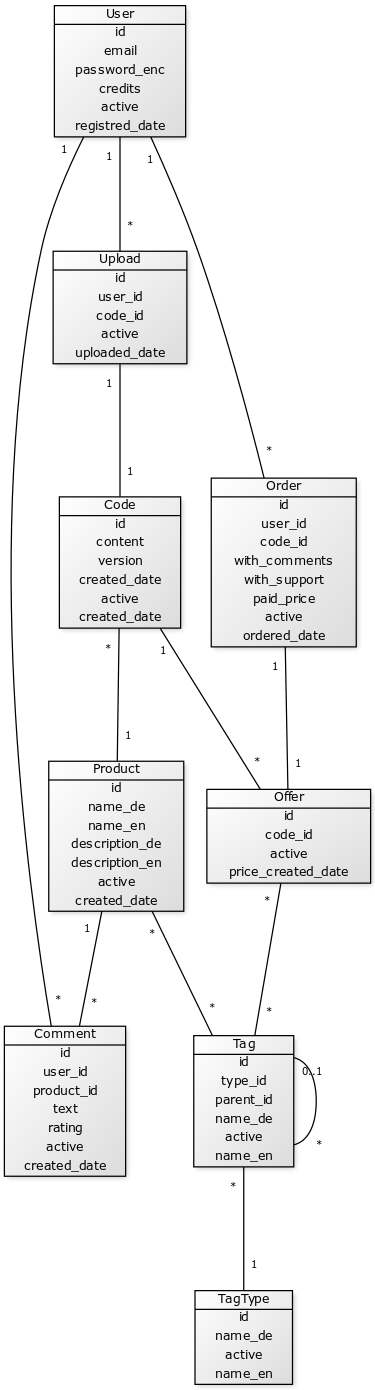 User
id
email
password_enc
credits
active
registred_date
1
1
1
*
Upload
id
user_id
code_id
active
uploaded_date
1
*
1
Code
id
content
version
created_date
active
created_date
Order
id
user_id
code_id
with_comments
with_support
paid_price
active
ordered_date
*
1
1
1
*
1
Product
id
name_de
name_en
description_de
description_en
active
created_date
Offer
id
code_id
active
price_created_date
1
*
*
*
*
*
*
Comment
id
user_id
product_id
text
rating
active
created_date
Tag
id
type_id
parent_id
name_de
active
name_en
0..1
*
*
1
TagType
id
name_de
active
name_en